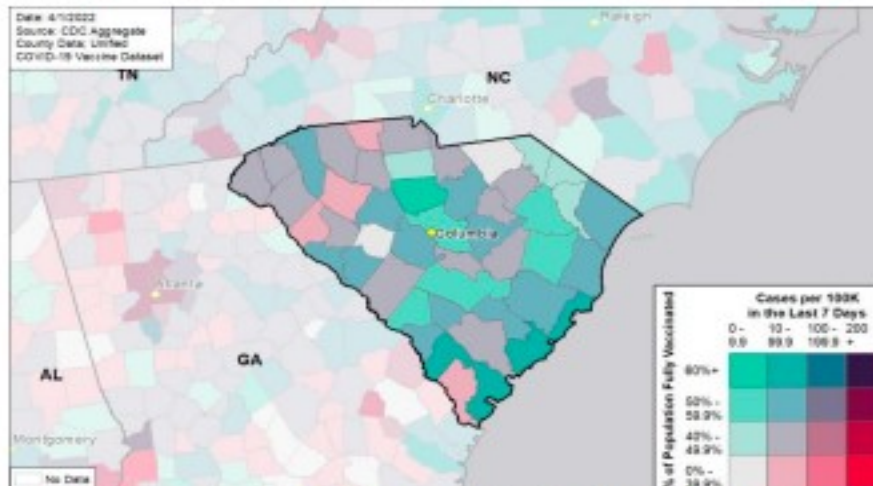 Date: 4/1/2022
Source: CDC Aggregate
County Data; Unified
COVID-19 Vaccine Dataset
Raleigh
TN
NC
Charlotte
Columbia
Atlanta
AL
GA
Montgomery
No Data
Cases per 100K
in the Last 7 Days
0 - 9.9
10 - 99.9
100 - 199.9
200 +
% of Population Fully Vaccinated
60%+
50% - 59.9%
40% - 49.9%
0% - 39.9%